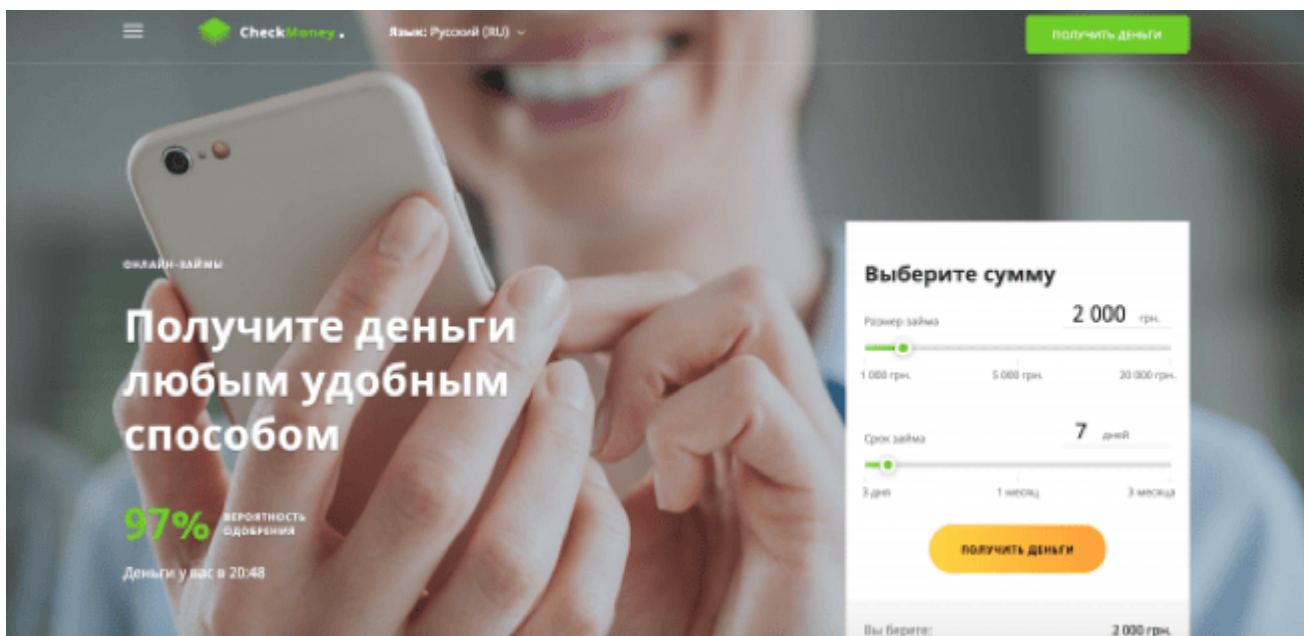 CheckMoney.
Язык: Русский (RU)
ПОЛУЧИТЬ ДЕНЬГИ
ОНЛАЙН-ЗАЙМЫ
Получите деньги
любым удобным
способом
97% ВЕРОЯТНОСТЬ
ОДОБРЕНИЯ
Деньги у вас в 20:48
Выберите сумму
Размер займа 2 000 грн.
1 000 грн. 5 000 грн. 20 000 грн.
Срок займа 7 дней
3 дня 1 месяц 3 месяца
ПОЛУЧИТЬ ДЕНЬГИ
Вы берете: 2 000 грн.